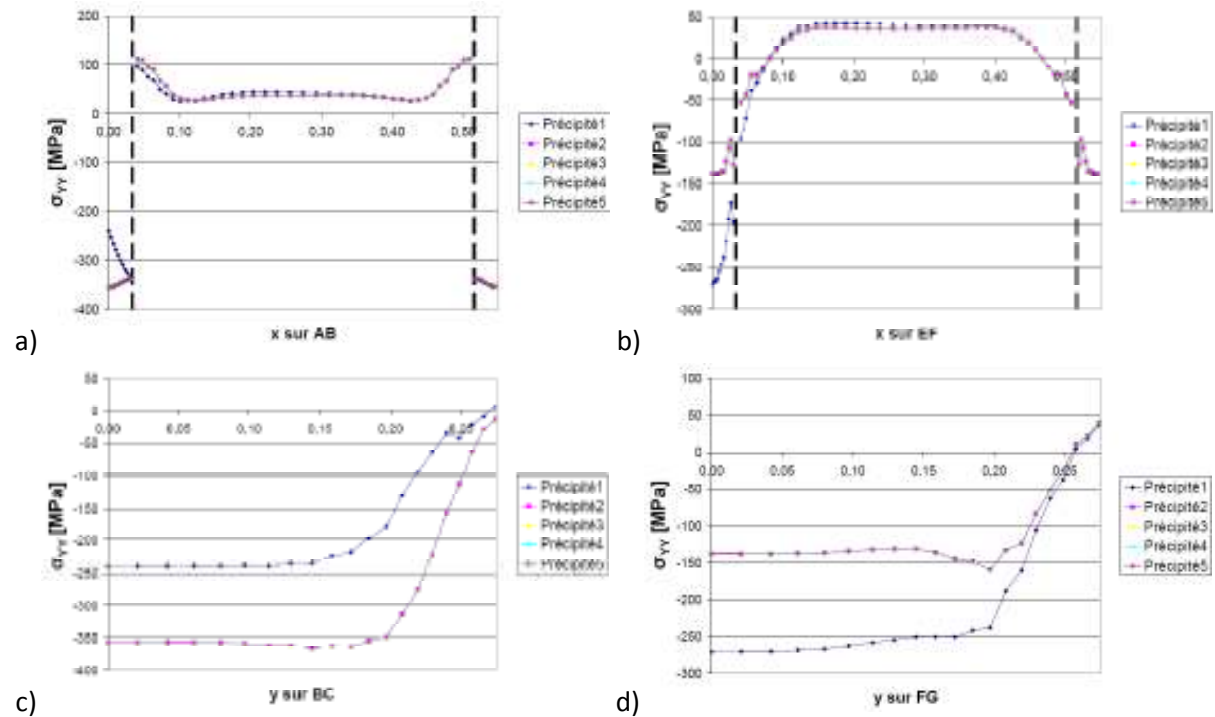 200
100
0
-100
-200
-300
-400
0,00 0,10 0,20 0,30 0,40 0,50
σYY [MPa]
x sur AB
Précipité1
Précipité2
Précipité3
Précipité4
Précipité5
a)
50
0
-50
-100
-150
-200
-250
-300
0,00 0,10 0,20 0,30 0,40 0,50
σYY [MPa]
x sur EF
Précipité1
Précipité2
Précipité3
Précipité4
b)
50
0
-50
-100
-150
-200
-250
-300
-350
-400
0,00 0,05 0,10 0,15 0,20 0,25
σYY [MPa]
y sur BC
Précipité1
Précipité2
Précipité3
Précipité4
c)
100
50
0
-50
-100
-150
-200
-250
-300
0,00 0,05 0,10 0,15 0,20
σYY [MPa]
y sur FG
Précipité1
Précipité2
Précipité3
Précipité4
Précipité5
d)